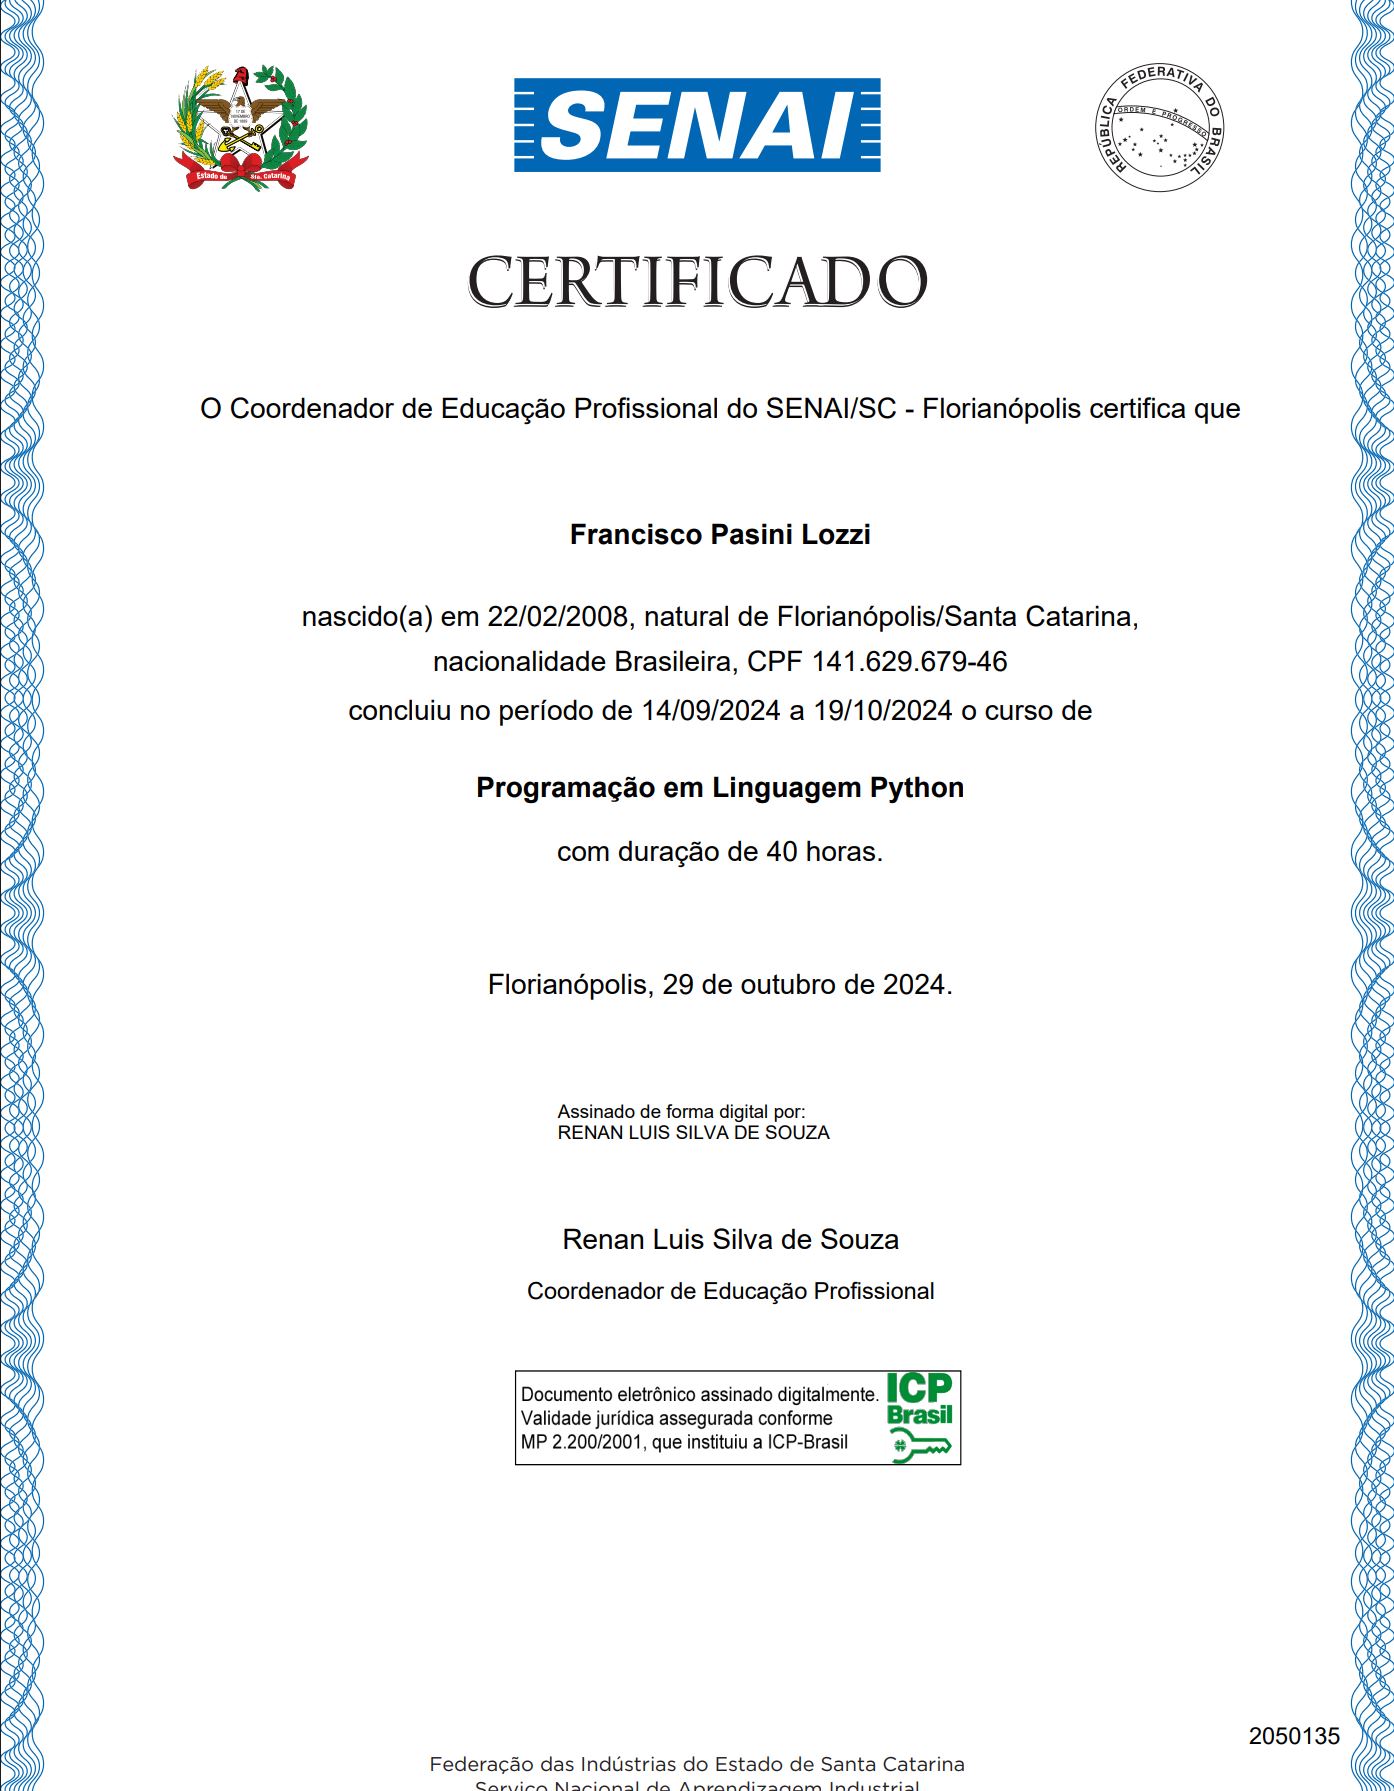 17 DE
NOVEMBRO
DE 1889
Estado de Sta. Catarina
SENAI
REPÚBLICA FEDERATIVA DO BRASIL
ORDEM E PROGRESSO
CERTIFICADO
O Coordenador de Educação Profissional do SENAI/SC - Florianópolis certifica que
Francisco Pasini Lozzi
nascido(a) em 22/02/2008, natural de Florianópolis/Santa Catarina,
nacionalidade Brasileira, CPF 141.629.679-46
concluiu no período de 14/09/2024 a 19/10/2024 o curso de
Programação em Linguagem Python
com duração de 40 horas.
Florianópolis, 29 de outubro de 2024.
Assinado de forma digital por:
RENAN LUIS SILVA DE SOUZA
Renan Luis Silva de Souza
Coordenador de Educação Profissional
Documento eletrônico assinado digitalmente.
Validade jurídica assegurada conforme
MP 2.200/2001, que instituiu a ICP-Brasil
ICP
Brasil
2050135
Federação das Indústrias do Estado de Santa Catarina
Serviço Nacional de Aprendizagem Industrial